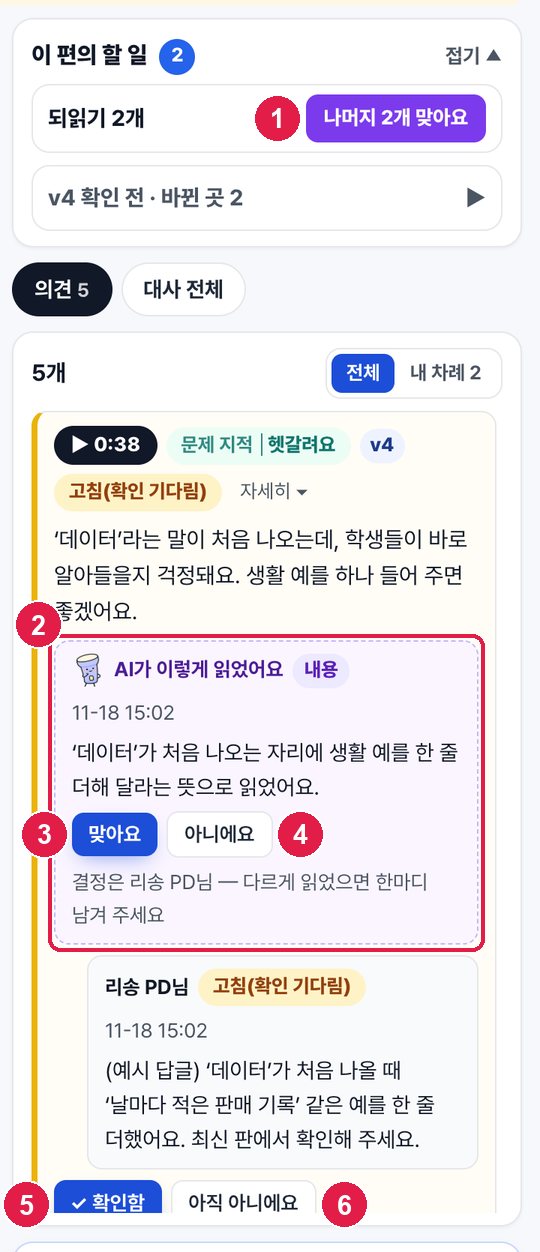 이 편의 할 일 2 접기 ▲
되읽기 2개 1 나머지 2개 맞아요
v4 확인 전 · 바뀐 곳 2 ▶
의견 5 대사 전체
5개 전체 내 차례 2
▶ 0:38 문제 지적 | 헷갈려요 v4
고침(확인 기다림) 자세히 ▾
‘데이터’라는 말이 처음 나오는데, 학생들이 바로
알아들을지 걱정돼요. 생활 예를 하나 들어 주면
좋겠어요.
2
AI가 이렇게 읽었어요 내용
11-18 15:02
‘데이터’가 처음 나오는 자리에 생활 예를 한 줄
더해 달라는 뜻으로 읽었어요.
3 맞아요 아니에요 4
결정은 리송 PD님 — 다르게 읽었으면 한마디
남겨 주세요
리송 PD님 고침(확인 기다림)
11-18 15:02
(예시 답글) ‘데이터’가 처음 나올 때
‘날마다 적은 판매 기록’ 같은 예를 한 줄
더했어요. 최신 판에서 확인해 주세요.
5 ✓ 확인함 아직 아니에요 6